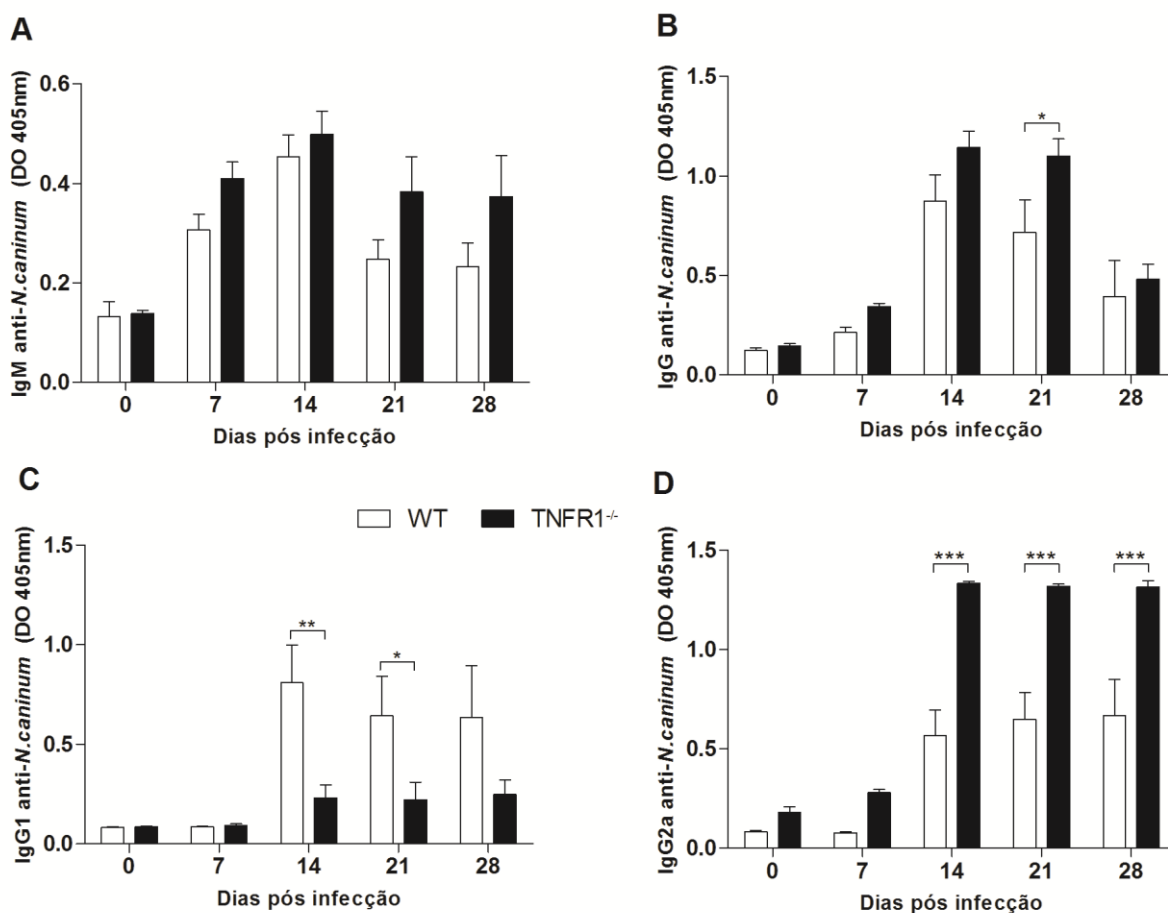 A
IgM anti-N.caninum (DO 405nm)
0.6
0.4
0.2
0.0
0 7 14 21 28
Dias pós infecção
B
IgG anti-N.caninum (DO 405nm)
1.5
1.0
0.5
0.0
*
0 7 14 21 28
Dias pós infecção
C
WT TNFR1-/-
IgG1 anti-N.caninum (DO 405nm)
1.5
1.0
0.5
0.0
**
*
0 7 14 21 28
Dias pós infecção
D
IgG2a anti-N.caninum (DO 405nm)
1.5
1.0
0.5
0.0
*** *** ***
0 7 14 21 28
Dias pós infecção